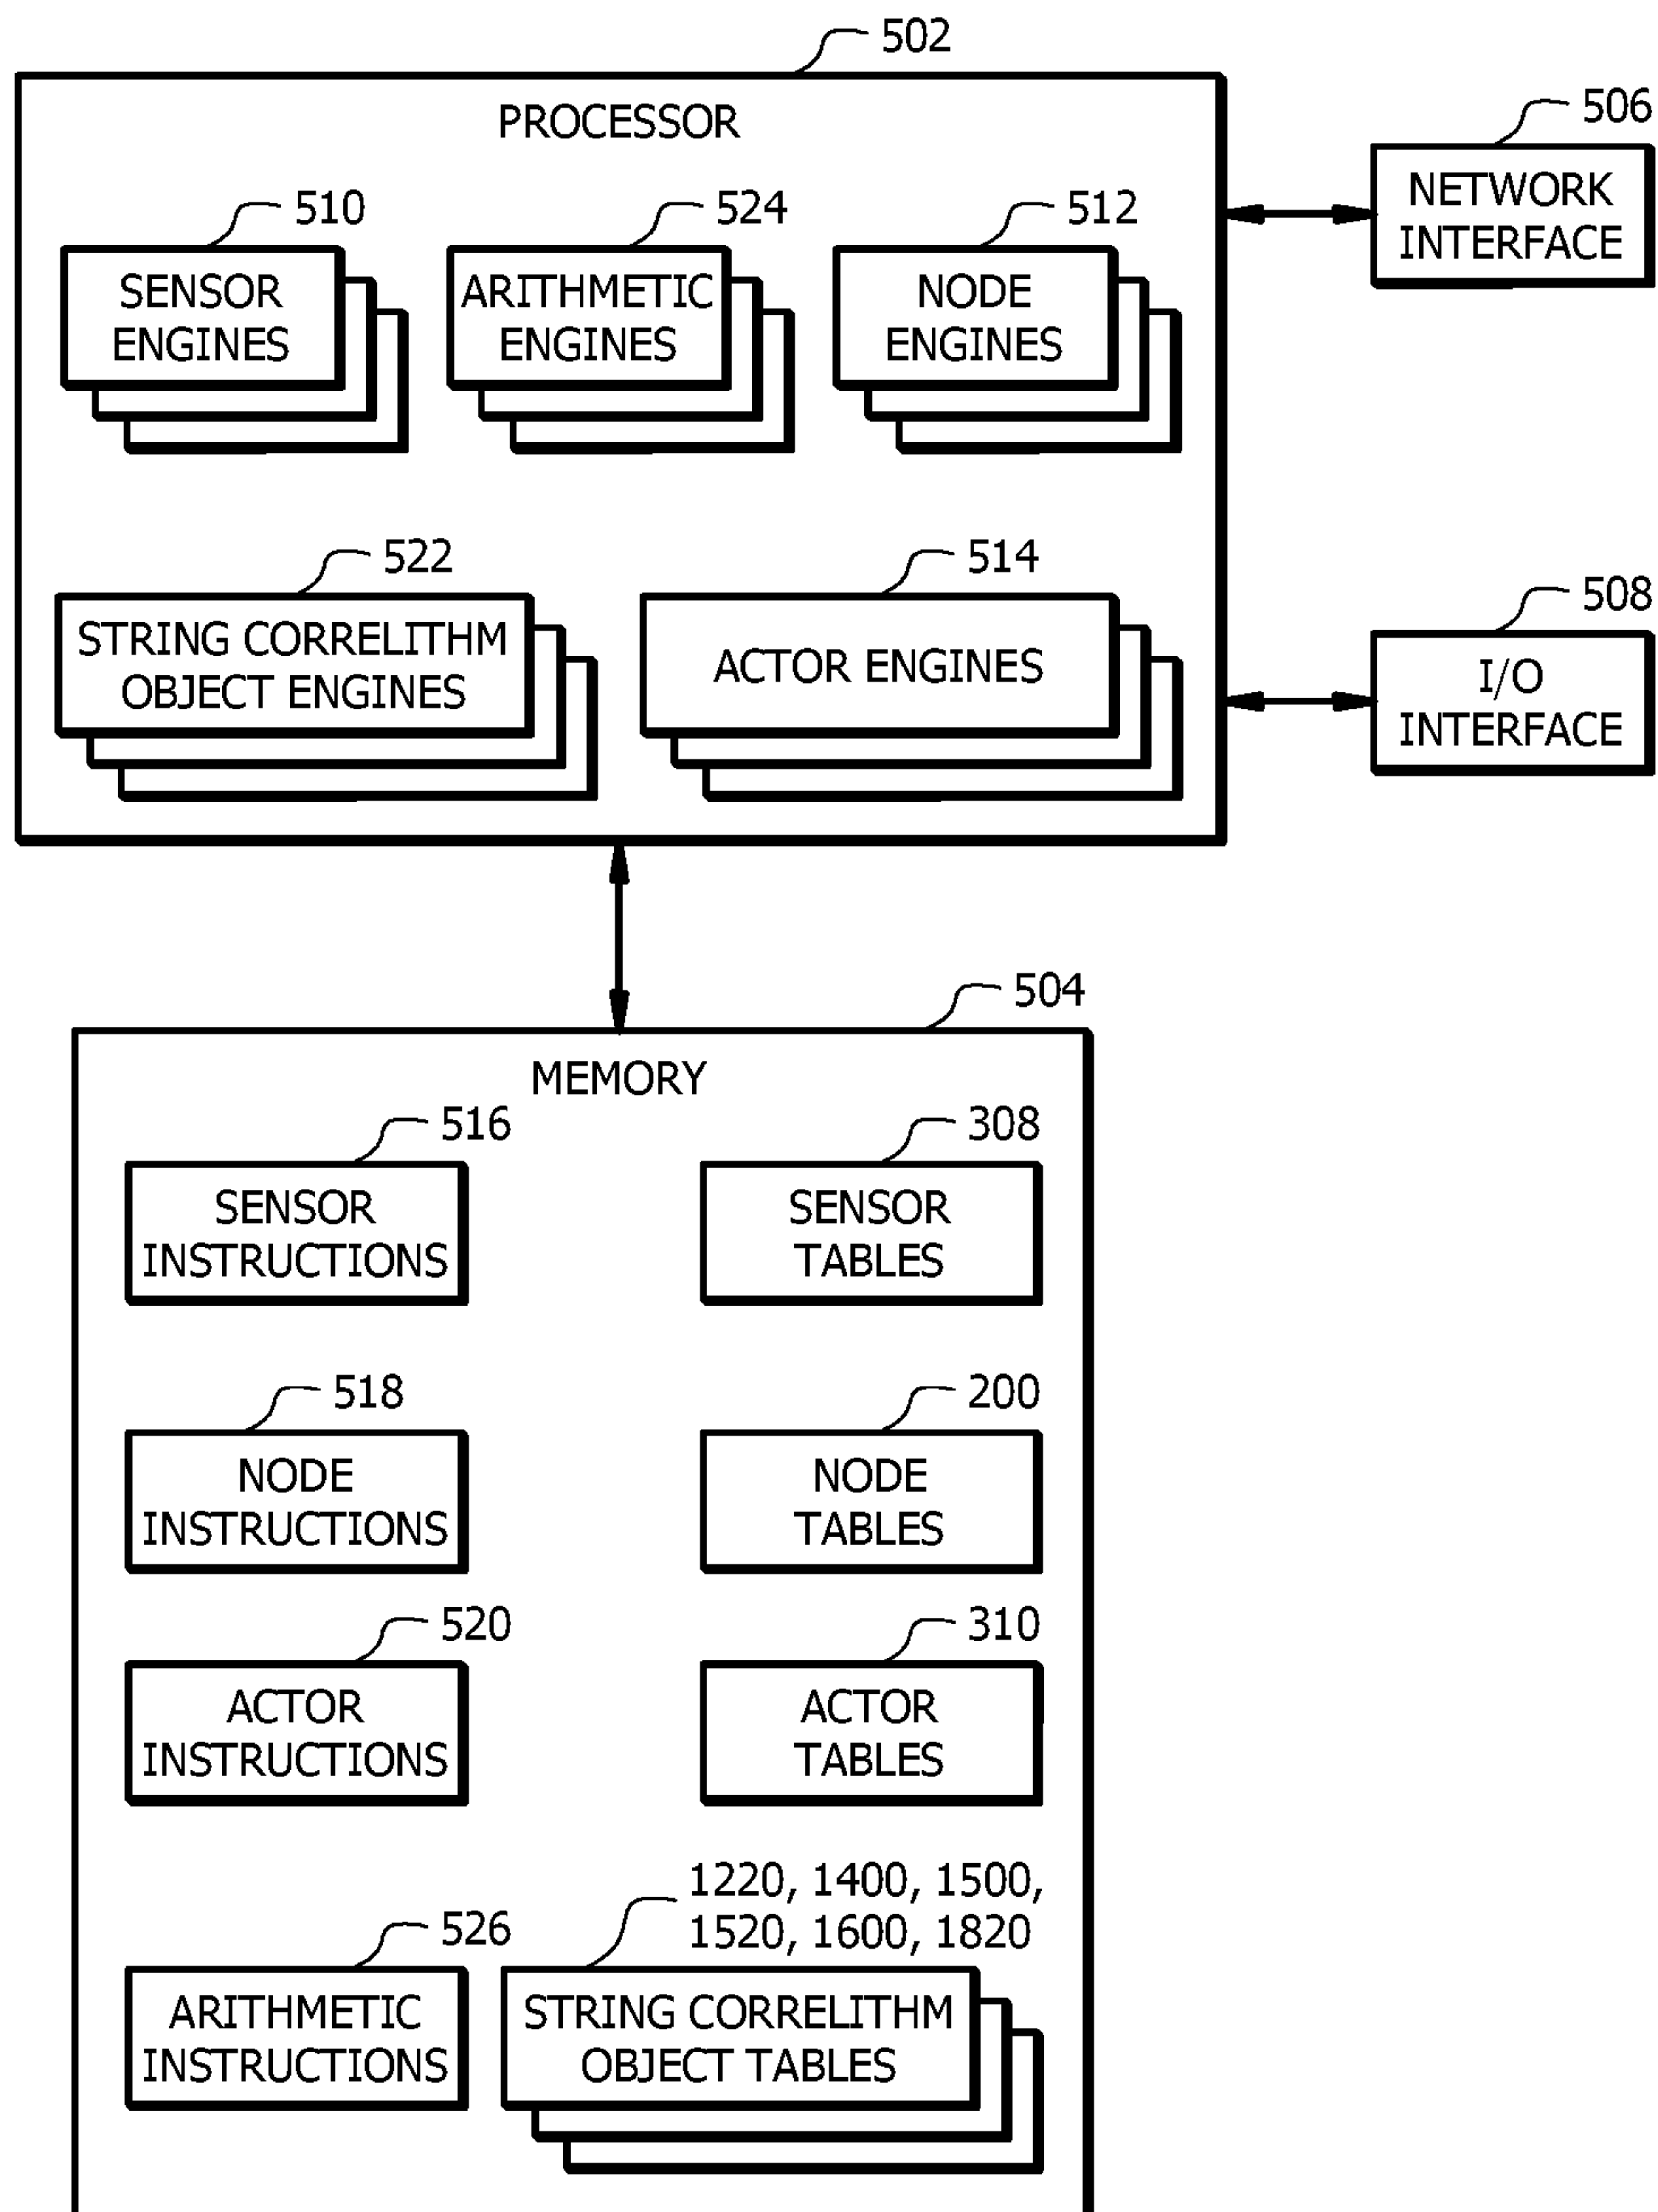 502
PROCESSOR
506
NETWORK
INTERFACE
510
524
512
SENSOR
ENGINES
ARITHMETIC
ENGINES
NODE
ENGINES
522
514
STRING CORRELITHM
OBJECT ENGINES
ACTOR ENGINES
508
I/O
INTERFACE
504
MEMORY
516
308
SENSOR
INSTRUCTIONS
SENSOR
TABLES
518
200
NODE
INSTRUCTIONS
NODE
TABLES
520
310
ACTOR
INSTRUCTIONS
ACTOR
TABLES
526
1220, 1400, 1500,
1520, 1600, 1820
ARITHMETIC
INSTRUCTIONS
STRING CORRELITHM
OBJECT TABLES